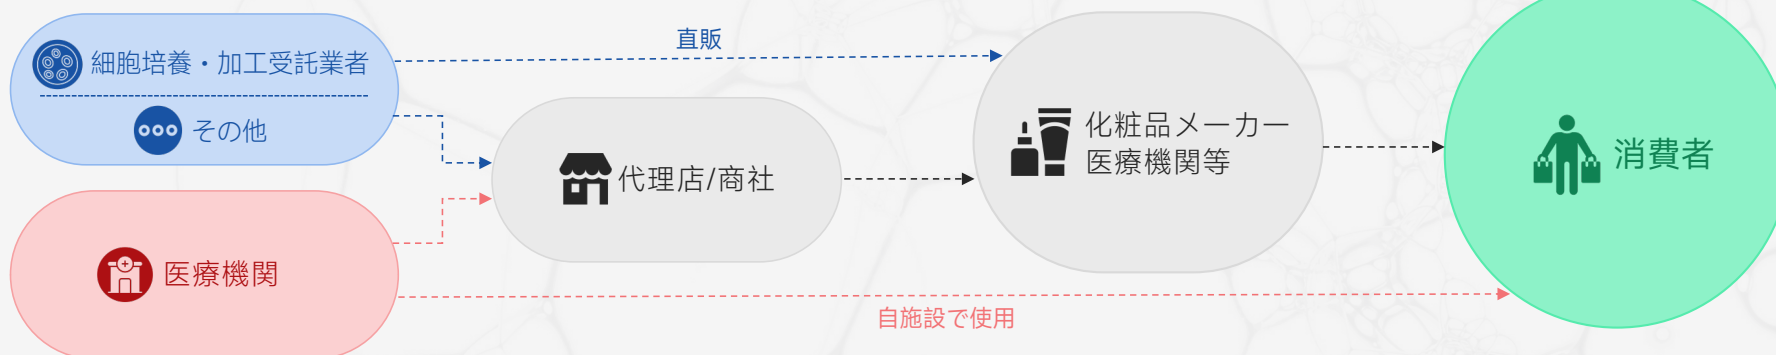 直販
細胞培養・加工受託業者
その他
代理店/商社
化粧品メーカー
医療機関等
消費者
医療機関
自施設で使用